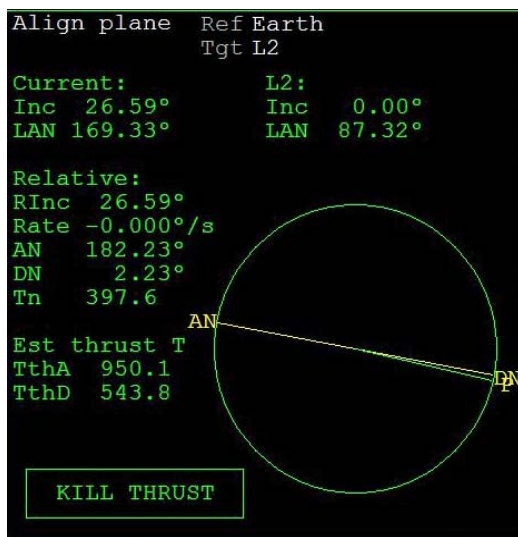 Align plane Ref Earth
Tgt L2
Current: L2:
Inc 26.59° Inc 0.00°
LAN 169.33° LAN 87.32°
Relative:
RInc 26.59°
Rate -0.000°/s
AN 182.23°
DN 2.23°
Tn 397.6
AN
Est thrust T
TthA 950.1
DN
P
TthD 543.8
KILL THRUST